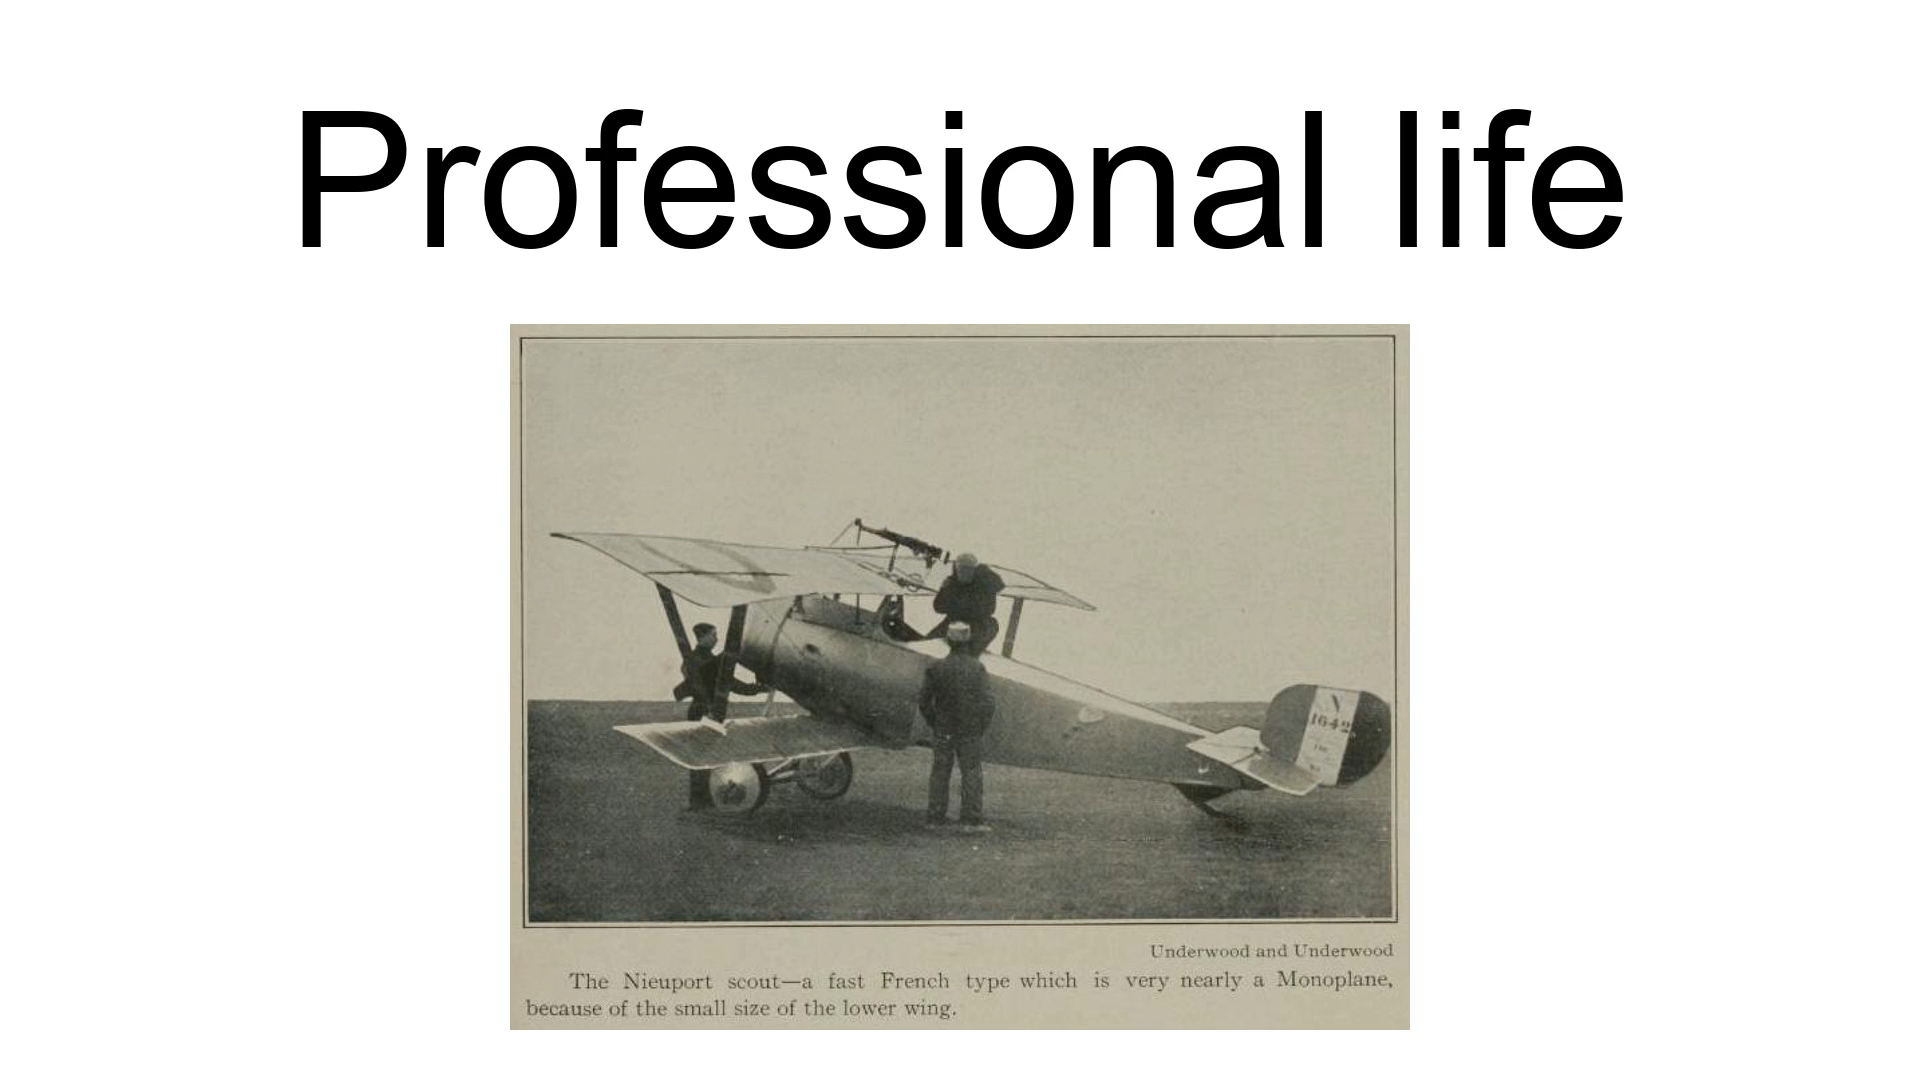 Professional life
N
1642
Underwood and Underwood
The Nieuport scout—a fast French type which is very nearly a Monoplane,
because of the small size of the lower wing.